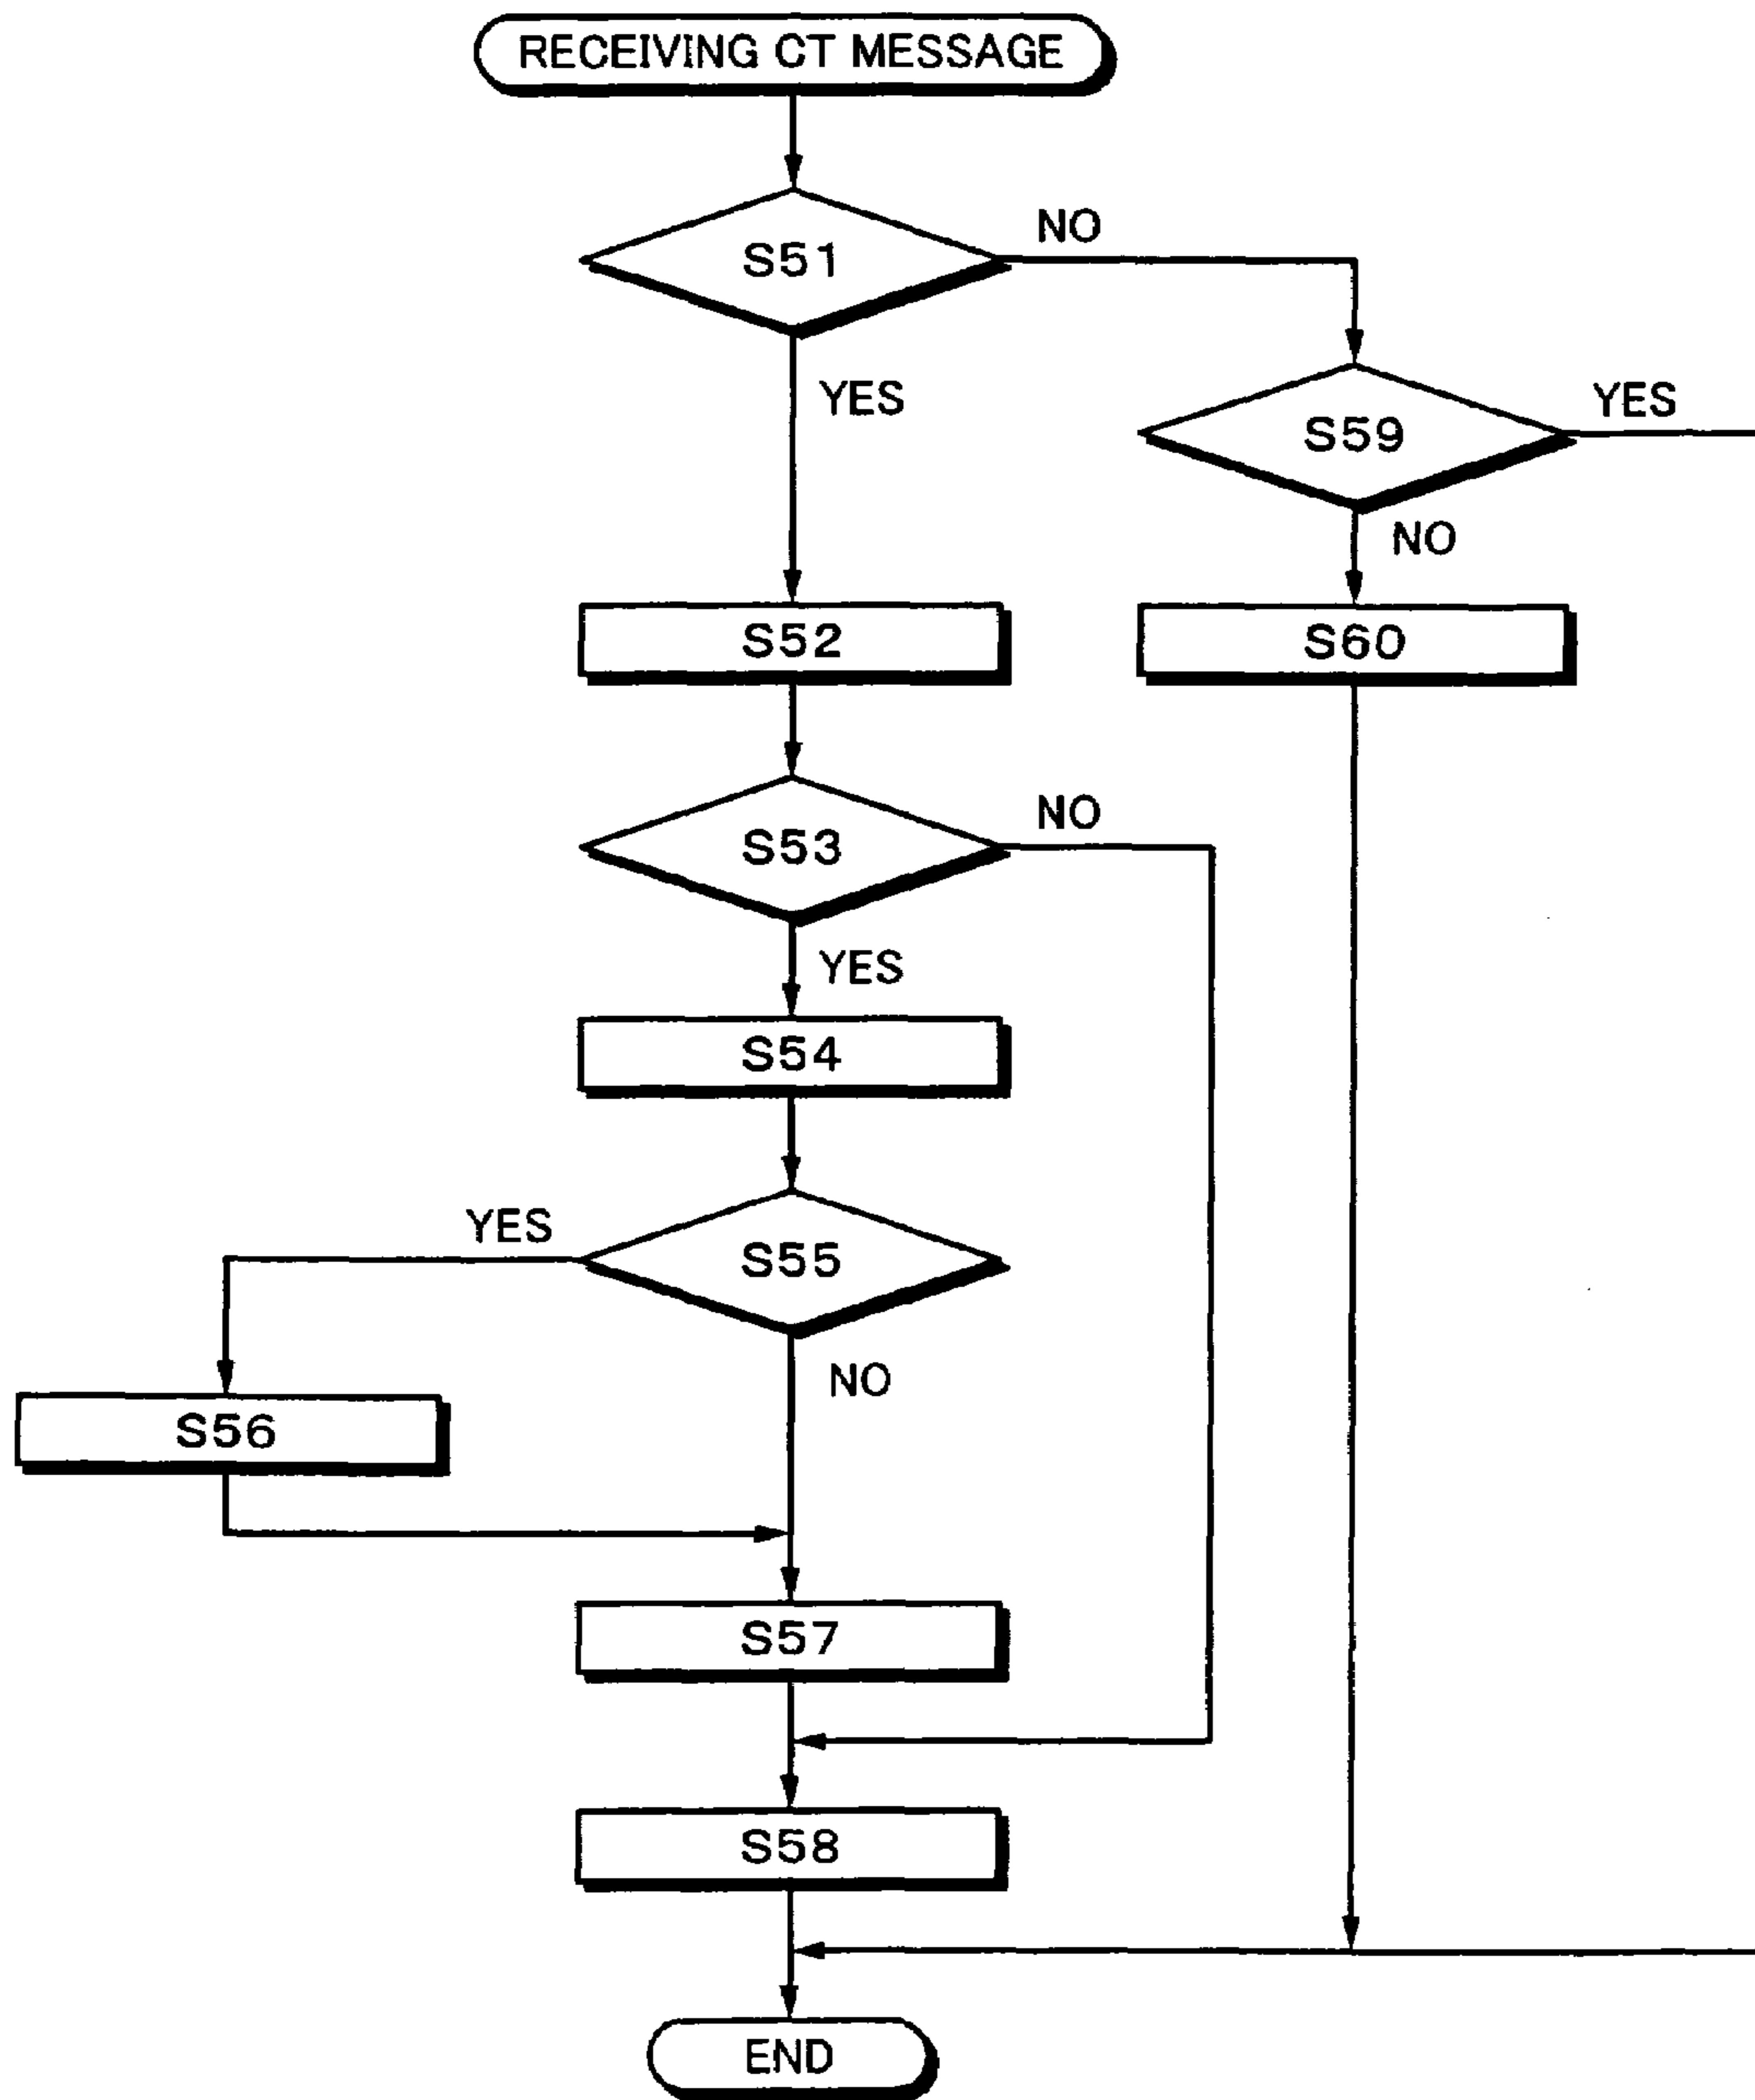 RECEIVING CT MESSAGE
S51
NO
YES
S59
YES
NO
S52
S60
S53
NO
YES
S54
YES
S55
NO
S56
S57
S58
END